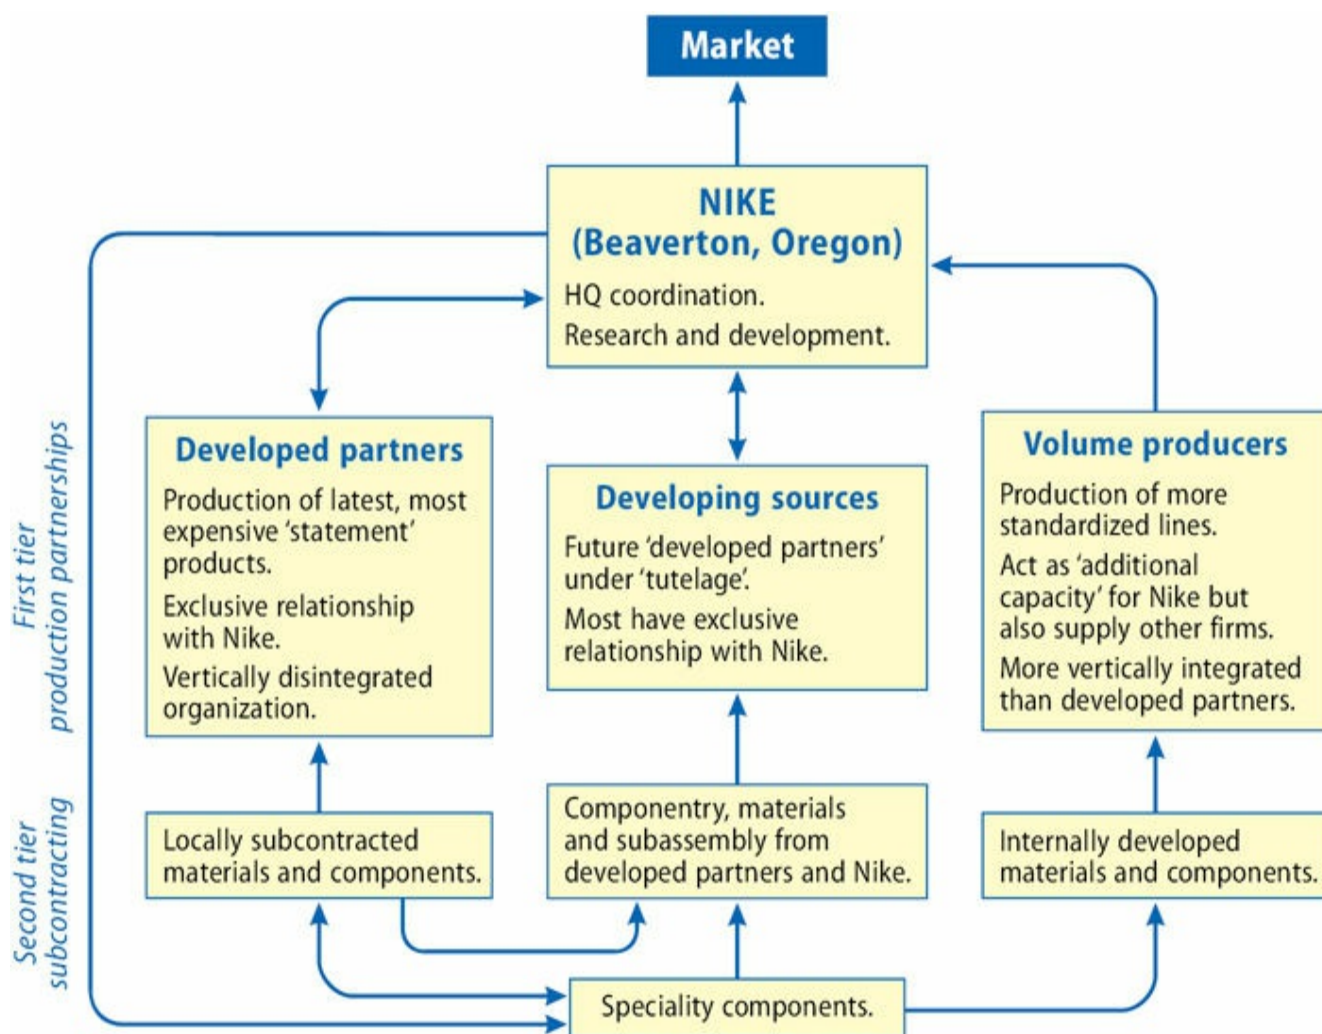 Market
NIKE
(Beaverton, Oregon)
HQ coordination.
Research and development.
First tier
production partnerships
Developed partners
Production of latest, most
expensive ‘statement’
products.
Exclusive relationship
with Nike.
Vertically disintegrated
organization.
Developing sources
Future ‘developed partners’
under ‘tutelage’.
Most have exclusive
relationship with Nike.
Volume producers
Production of more
standardized lines.
Act as ‘additional
capacity’ for Nike but
also supply other firms.
More vertically integrated
than developed partners.
Second tier
subcontracting
Locally subcontracted
materials and components.
Componentry, materials
and subassembly from
developed partners and Nike.
Internally developed
materials and components.
Speciality components.